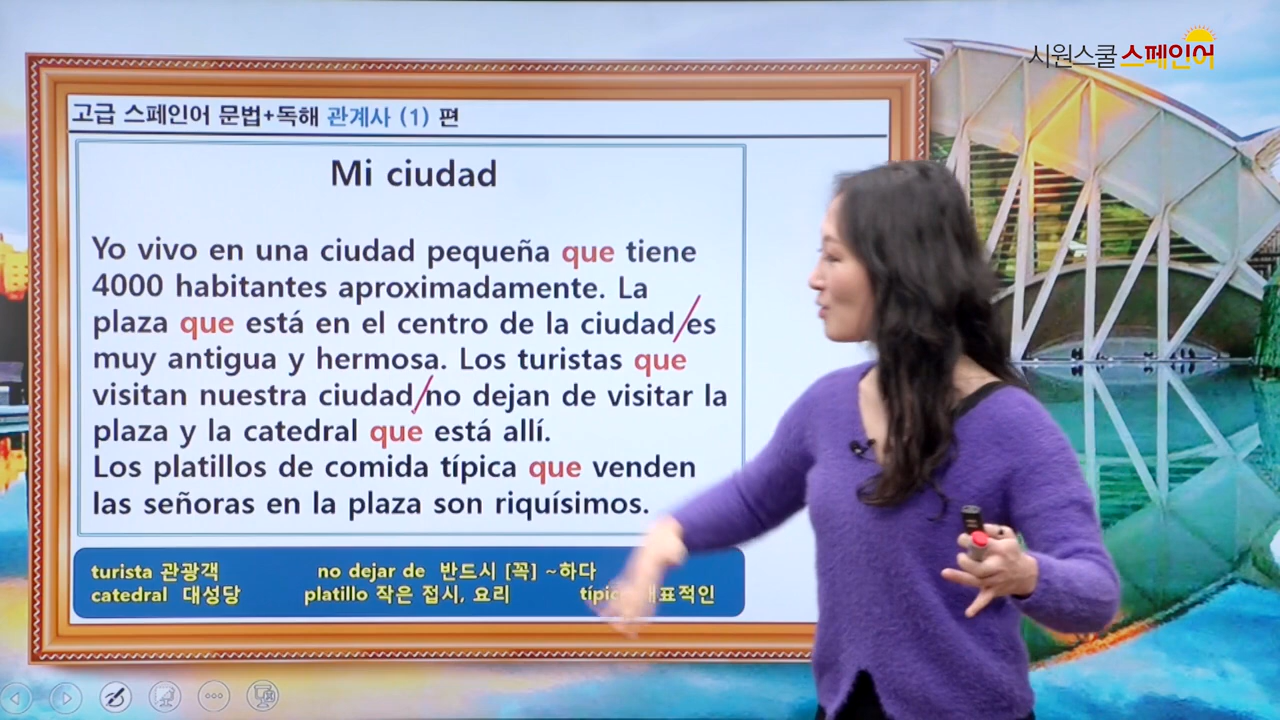 시원스쿨 스페인어
고급 스페인어 문법+독해 관계사 (1) 편
Mi ciudad
Yo vivo en una ciudad pequeña que tiene
4000 habitantes aproximadamente. La
plaza que está en el centro de la ciudad es
muy antigua y hermosa. Los turistas que
visitan nuestra ciudad no dejan de visitar la
plaza y la catedral que está allí.
Los platillos de comida típica que venden
las señoras en la plaza son riquísimos.
turista 관광객 no dejar de 반드시 [꼭] ~하다
catedral 대성당 platillo 작은 접시, 요리